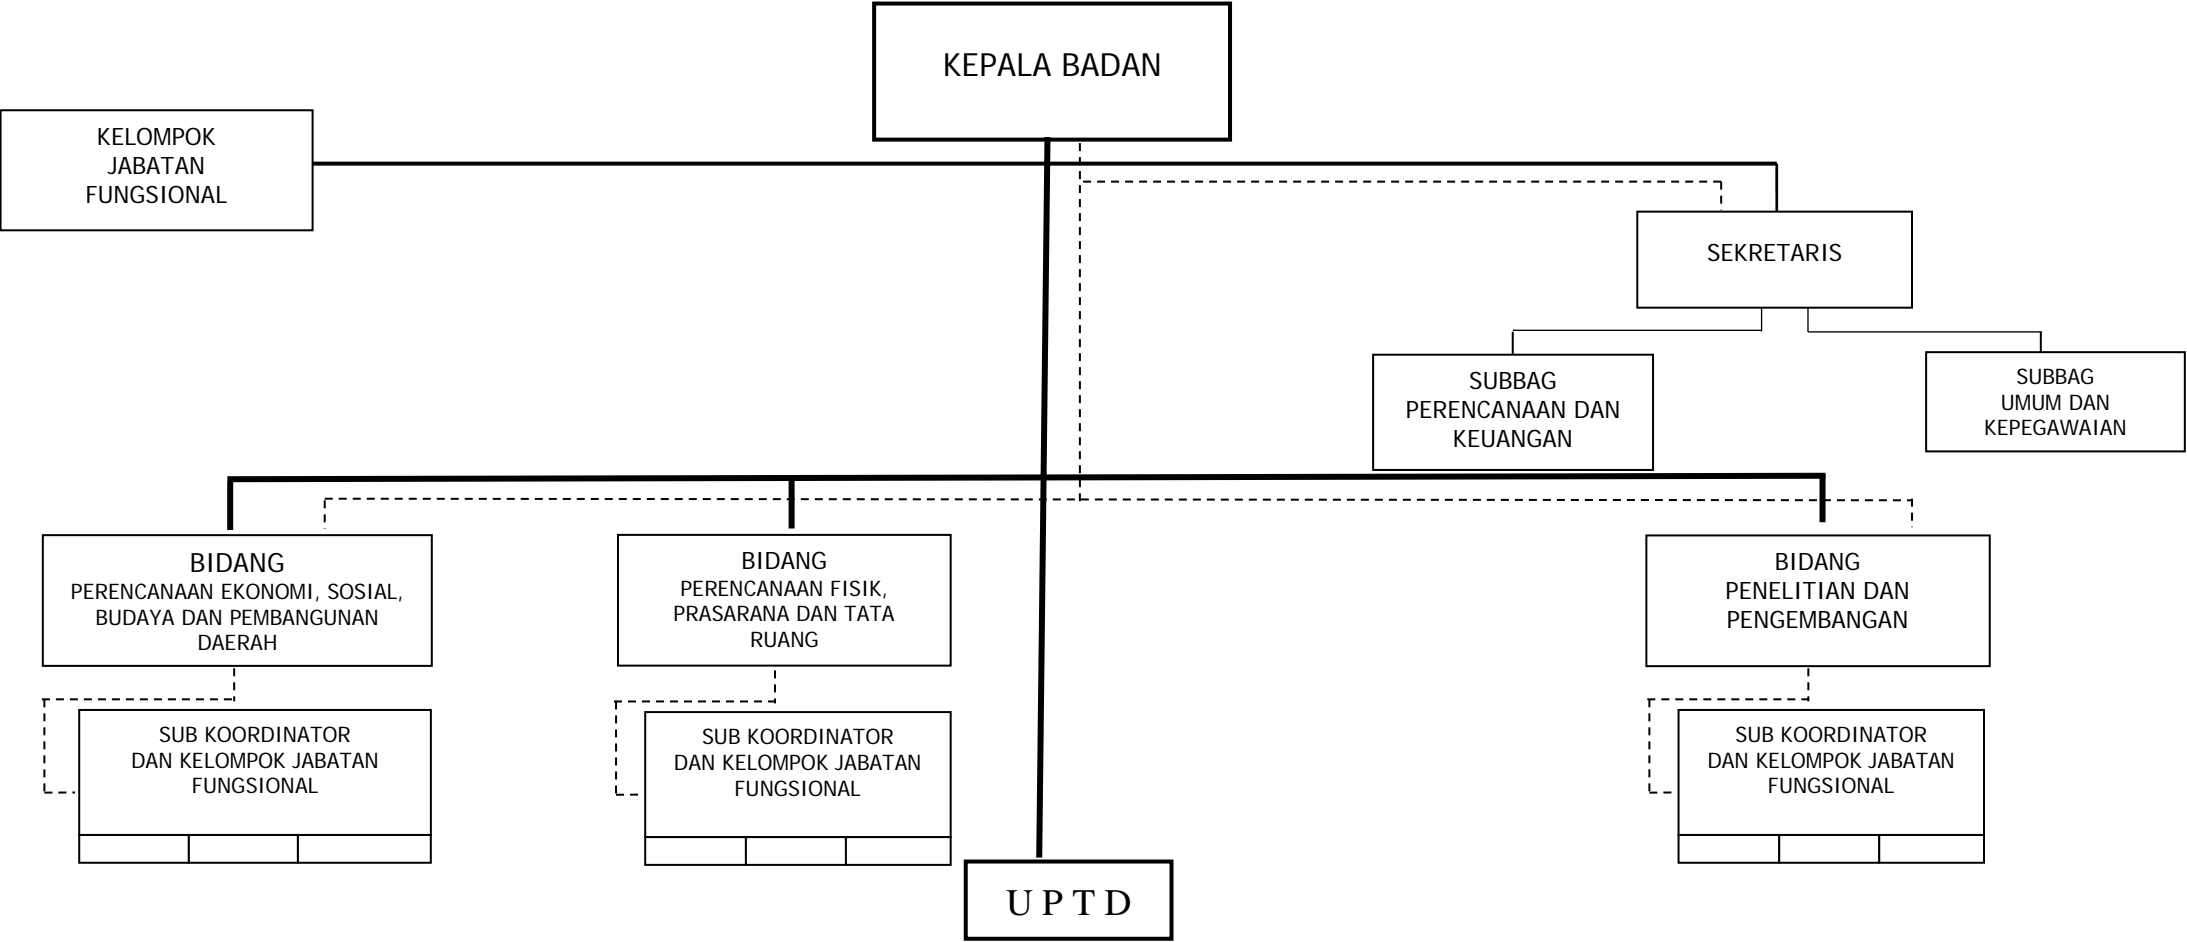 KEPALA BADAN
KELOMPOK
JABATAN
FUNGSIONAL
SEKRETARIS
SUBBAG
PERENCANAAN DAN
KEUANGAN
SUBBAG
UMUM DAN
KEPEGAWAIAN
BIDANG
PERENCANAAN EKONOMI, SOSIAL,
BUDAYA DAN PEMBANGUNAN
DAERAH
BIDANG
PERENCANAAN FISIK,
PRASARANA DAN TATA
RUANG
BIDANG
PENELITIAN DAN
PENGEMBANGAN
SUB KOORDINATOR
DAN KELOMPOK JABATAN
FUNGSIONAL
SUB KOORDINATOR
DAN KELOMPOK JABATAN
FUNGSIONAL
SUB KOORDINATOR
DAN KELOMPOK JABATAN
FUNGSIONAL
U P T D